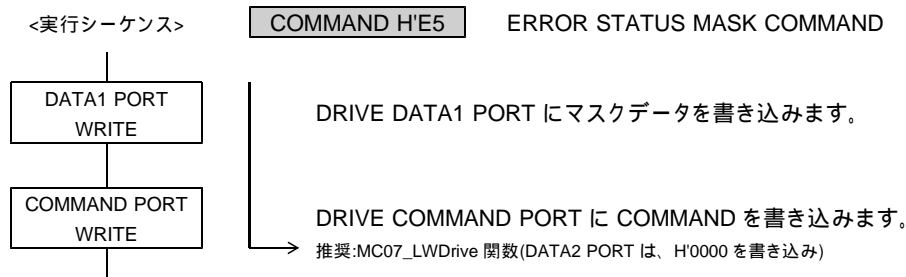 <実行シーケンス> COMMAND H'E5 ERROR STATUS MASK COMMAND
DATA1 PORT
WRITE
DRIVE DATA1 PORT にマスクデータを書き込みます。
COMMAND PORT
WRITE
DRIVE COMMAND PORT に COMMAND を書き込みます。
推奨:MC07_LWDrive 関数(DATA2 PORT は、H'0000 を書き込み)